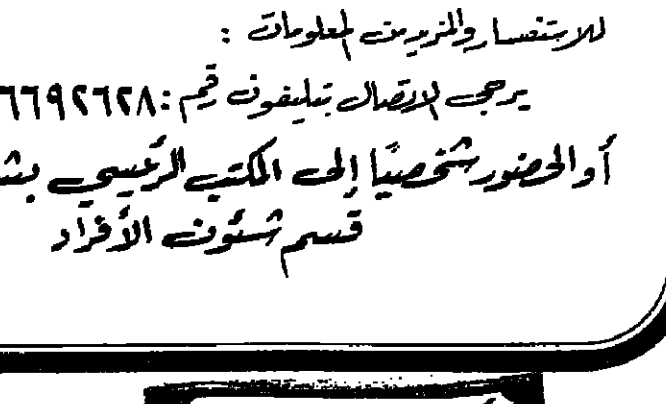 للاستفسار والمزيد من المعلومات :
يرجى الاتصال بتليفون رقم : ٦٦٩٢٦٢٨
أو الحضور شخصيًا إلى المكتب الرئيسي
قسم شئون الأفراد